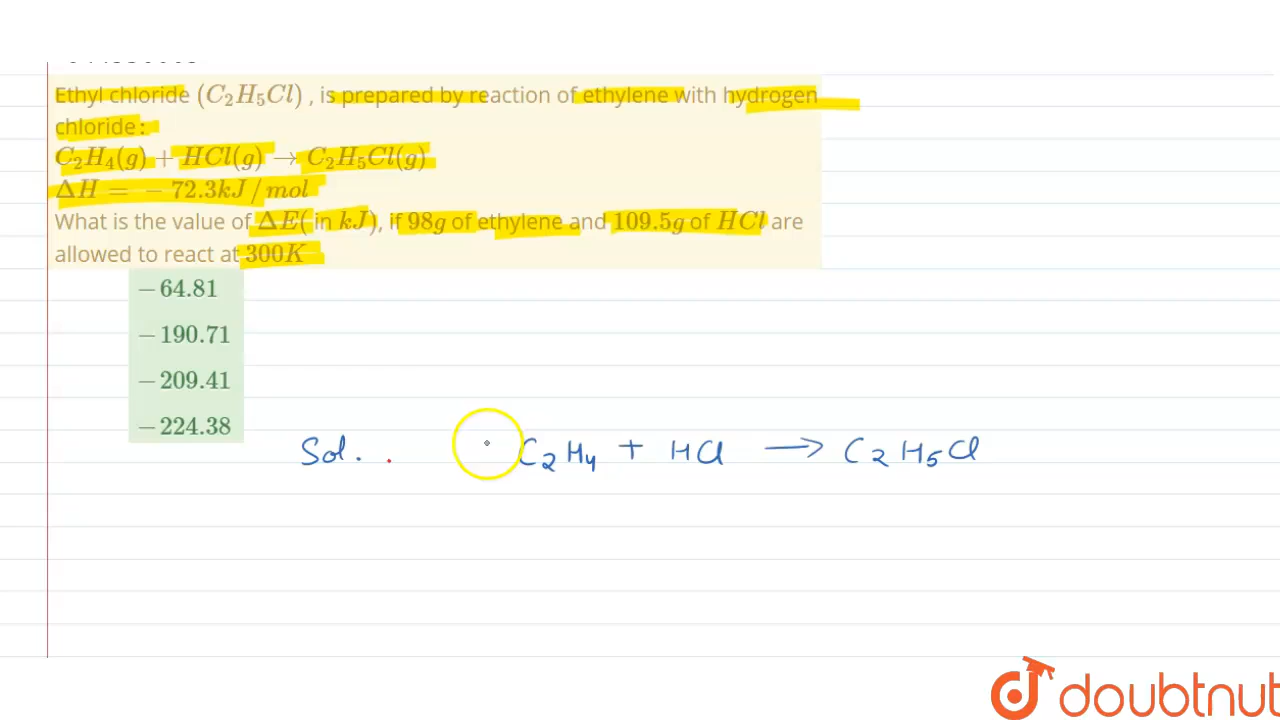 Ethyl chloride (C₂H₅Cl) , is prepared by reaction of ethylene with hydrogen
chloride:
C₂H₄(g) + HCl(g) → C₂H₅Cl(g)
ΔH = − 72.3kJ/mol
What is the value of ΔE( in kJ), if 98g of ethylene and 109.5g of HCl are
allowed to react at 300K
− 64.81
− 190.71
− 209.41
− 224.38
Sol. . C₂H₄ + HCl → C₂H₅Cl
doubtnut